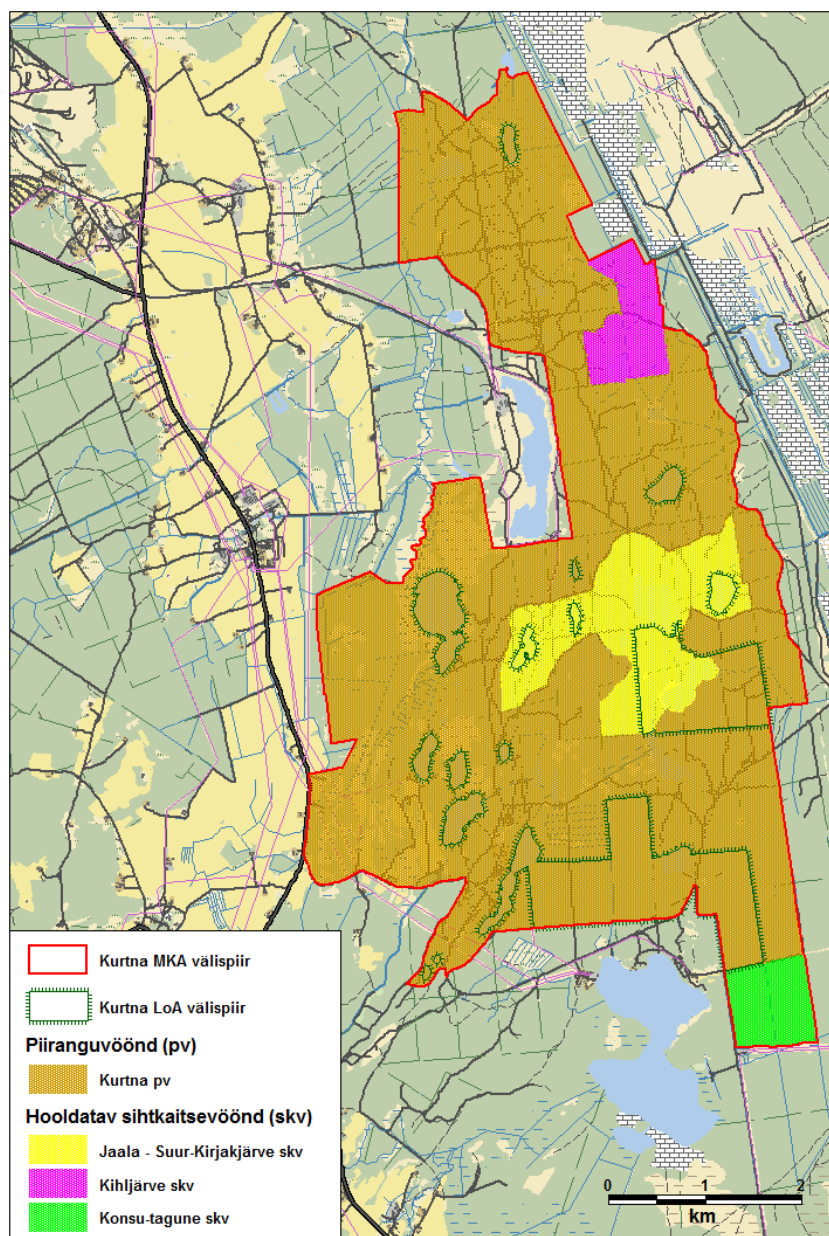 Kurtna MKA välispiir
Kurtna LoA välispiir
Piiranguvöönd (pv)
Kurtna pv
Hooldatav sihtkaitsevöönd (skv)
Jaala - Suur-Kirjakjärve skv
Kihljärve skv
Konsu-tagune skv
0 1 2
km